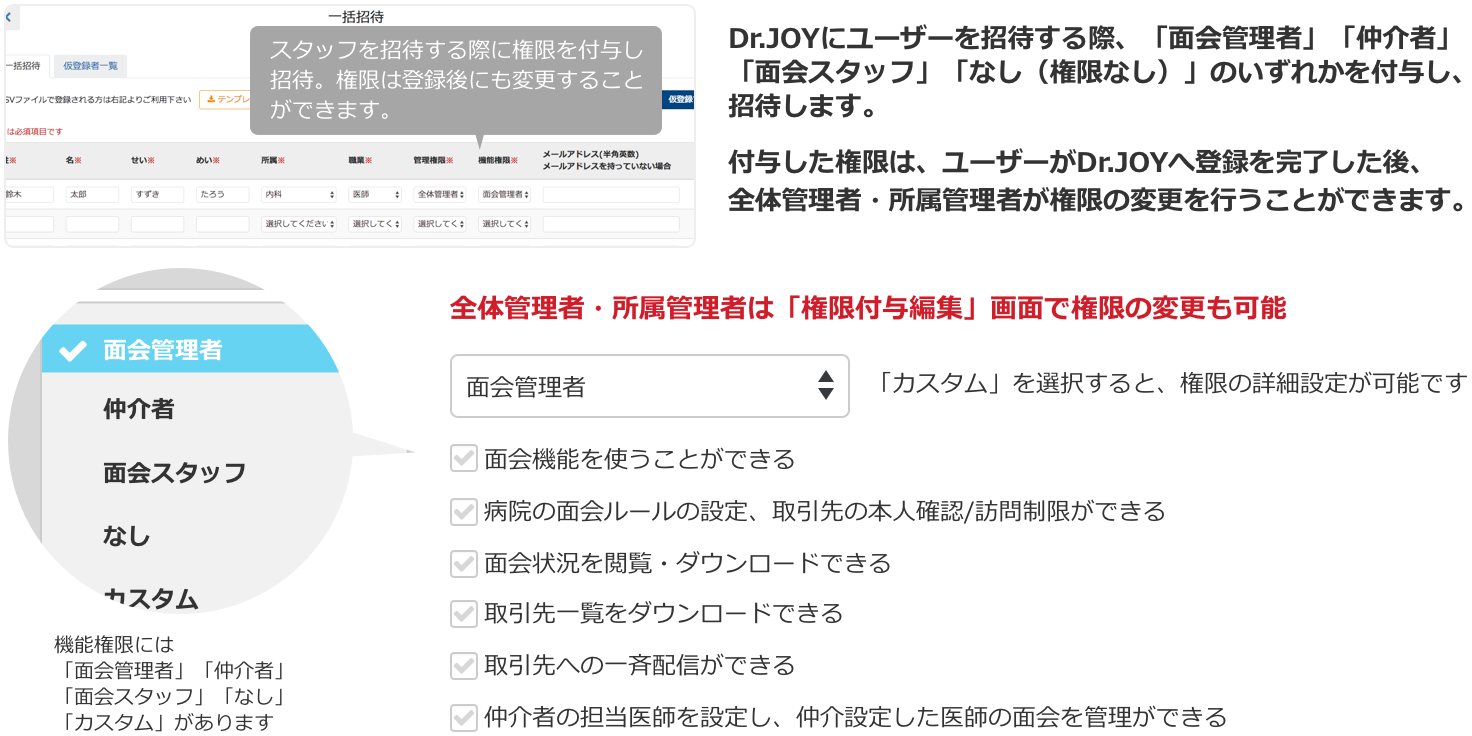 一括招待
スタッフを招待する際に権限を付与し
招待。権限は登録後にも変更すること
ができます。
一括招待
仮登録者一覧
SVファイルで登録される方は右記よりご利用下さい
テンプレ
仮登録
は必須項目です
※
名※
せい※
めい※
所属※
職業※
管理権限※
機能権限※
メールアドレス(半角英数)
メールアドレスを持っていない場合
鈴木
太郎
すずき
たろう
内科
医師
全体管理者
面会管理者
選択してください
選択してく
選択してく
選択してく
Dr.JOYにユーザーを招待する際、「面会管理者」「仲介者」
「面会スタッフ」「なし（権限なし）」のいずれかを付与し、
招待します。
付与した権限は、ユーザーがDr.JOYへ登録を完了した後、
全体管理者・所属管理者が権限の変更を行うことができます。
面会管理者
仲介者
面会スタッフ
なし
カスタム
機能権限には
「面会管理者」「仲介者」
「面会スタッフ」「なし」
「カスタム」があります
全体管理者・所属管理者は「権限付与編集」画面で権限の変更も可能
面会管理者
「カスタム」を選択すると、権限の詳細設定が可能です
面会機能を使うことができる
病院の面会ルールの設定、取引先の本人確認/訪問制限ができる
面会状況を閲覧・ダウンロードできる
取引先一覧をダウンロードできる
取引先への一斉配信ができる
仲介者の担当医師を設定し、仲介設定した医師の面会を管理ができる